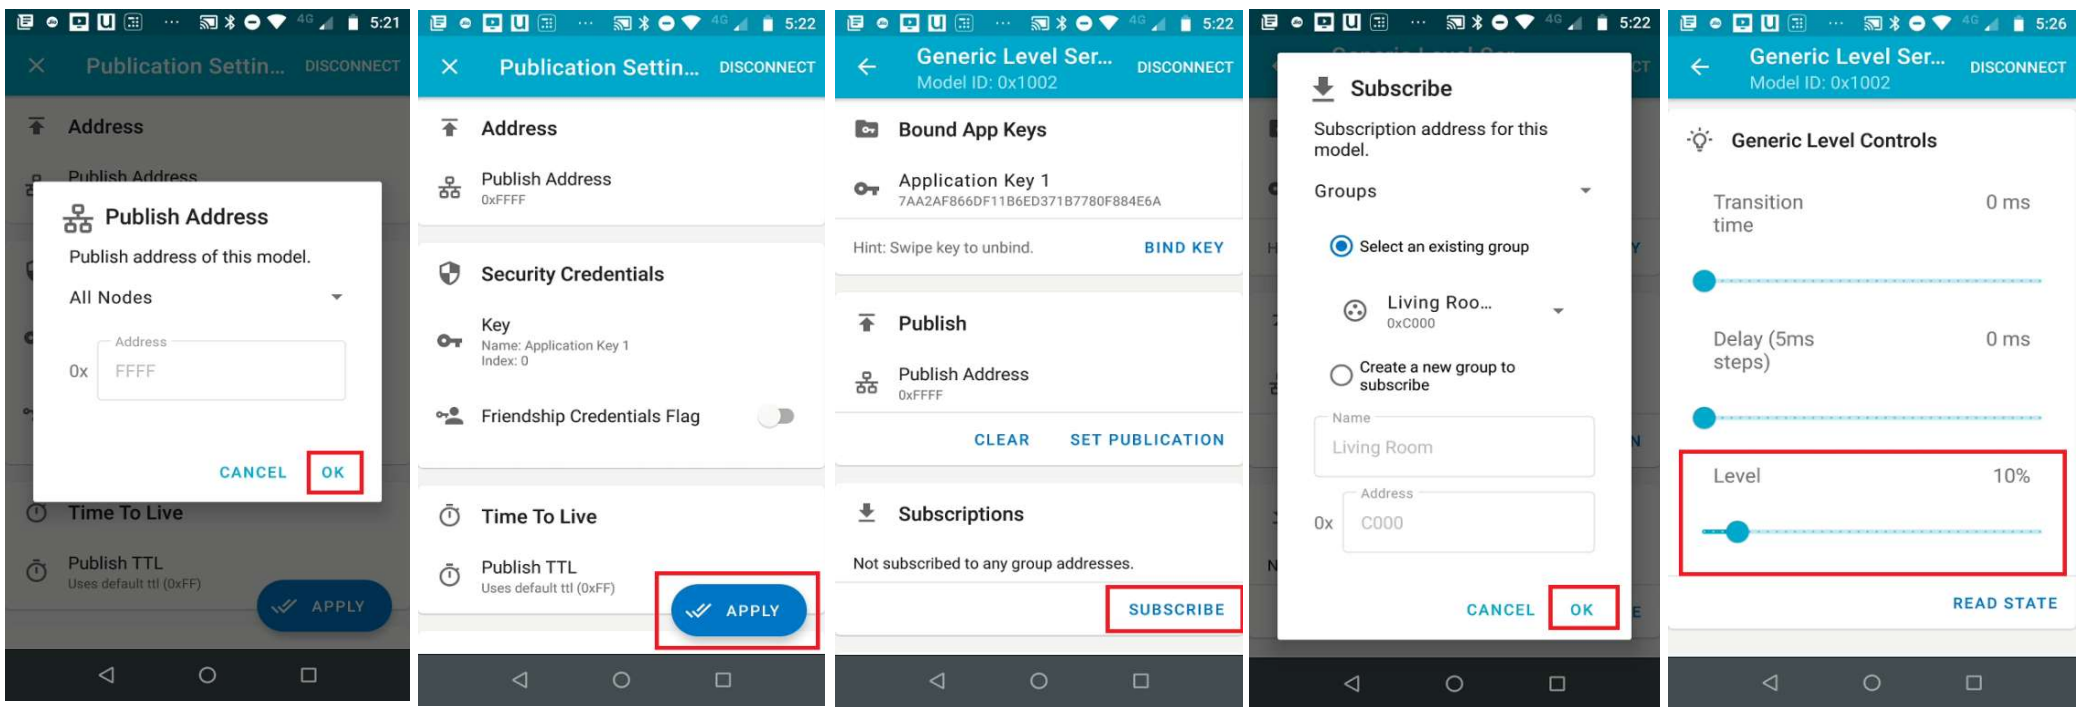 4G 5:21
Publication Settin... DISCONNECT
Address
Publish Address
Publish Address
Publish address of this model.
All Nodes
Address
0x FFFF
CANCEL OK
Time To Live
Publish TTL
Uses default ttl (0xFF)
APPLY
4G 5:22
Publication Settin... DISCONNECT
Address
Publish Address
0xFFFF
Security Credentials
Key
Name: Application Key 1
Index: 0
Friendship Credentials Flag
Time To Live
Publish TTL
Uses default ttl (0xFF)
APPLY
4G 5:22
Generic Level Ser... DISCONNECT
Model ID: 0x1002
Bound App Keys
Application Key 1
7AA2AF866DF11B6ED371B7780F884E6A
Hint: Swipe key to unbind. BIND KEY
Publish
Publish Address
0xFFFF
CLEAR SET PUBLICATION
Subscriptions
Not subscribed to any group addresses.
SUBSCRIBE
4G 5:22
Subscribe
Subscription address for this
model.
Groups
Select an existing group
Living Roo...
0xC000
Create a new group to
subscribe
Name
Living Room
Address
0x C000
CANCEL OK
4G 5:26
Generic Level Ser... DISCONNECT
Model ID: 0x1002
Generic Level Controls
Transition 0 ms
time
Delay (5ms 0 ms
steps)
Level 10%
READ STATE